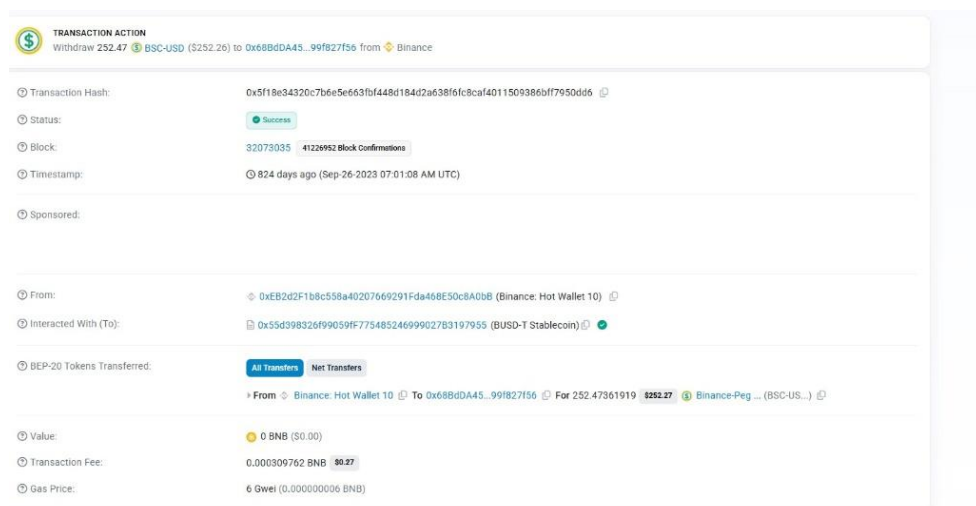 TRANSACTION ACTION
Withdraw 252.47 BSC-USD ($252.26) to 0x68BdDA45...99f827f56 from Binance
Transaction Hash: 0x5f18e34320c7b6e5e663fbf448d184d2a638f6fc8caf4011509386bff7950dd6
Status: Success
Block: 32073035 41226952 Block Confirmations
Timestamp: 824 days ago (Sep-26-2023 07:01:08 AM UTC)
Sponsored:
From: 0xEB2d2F1b8c558a40207669291Fda468E50c8A0bB (Binance: Hot Wallet 10)
Interacted With (To): 0x55d398326f99059fF775485246999027B3197955 (BUSD-T Stablecoin)
BEP-20 Tokens Transferred: All Transfers Net Transfers
From Binance: Hot Wallet 10 To 0x68BdDA45...99f827f56 For 252.47361919 $252.27 Binance-Peg ... (BSC-US...)
Value: 0 BNB ($0.00)
Transaction Fee: 0.000309762 BNB $0.27
Gas Price: 6 Gwei (0.000000006 BNB)